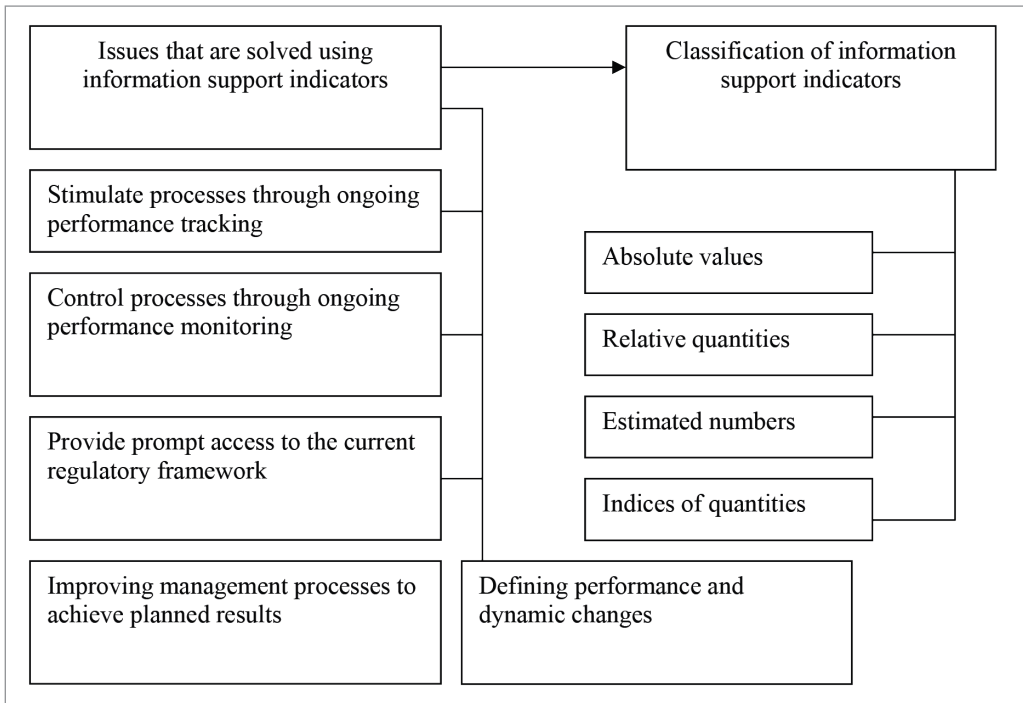 Issues that are solved using
information support indicators
Classification of information
support indicators
Stimulate processes through ongoing
performance tracking
Control processes through ongoing
performance monitoring
Provide prompt access to the current
regulatory framework
Improving management processes to
achieve planned results
Absolute values
Relative quantities
Estimated numbers
Indices of quantities
Defining performance and
dynamic changes